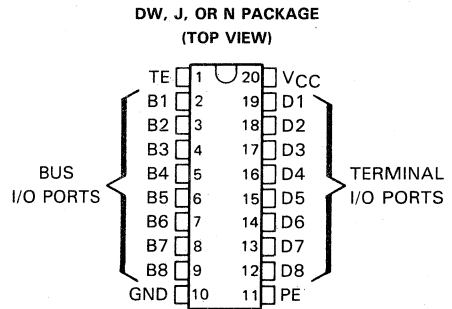 DW, J, OR N PACKAGE
(TOP VIEW)
TE 1 20 VCC
B1 2 19 D1
B2 3 18 D2
B3 4 17 D3
B4 5 16 D4
B5 6 15 D5
B6 7 14 D6
B7 8 13 D7
B8 9 12 D8
GND 10 11 PE
BUS
I/O PORTS
TERMINAL
I/O PORTS